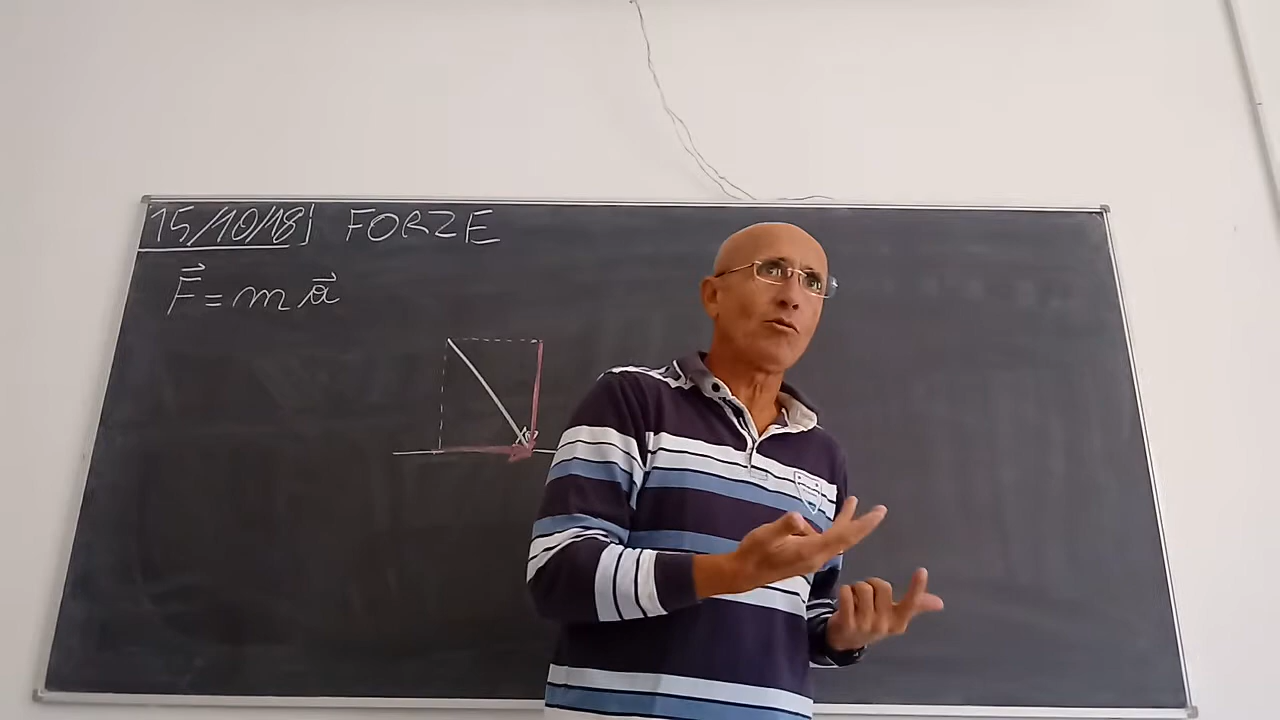 15/10/18| FORZE
F⃗ = m a⃗